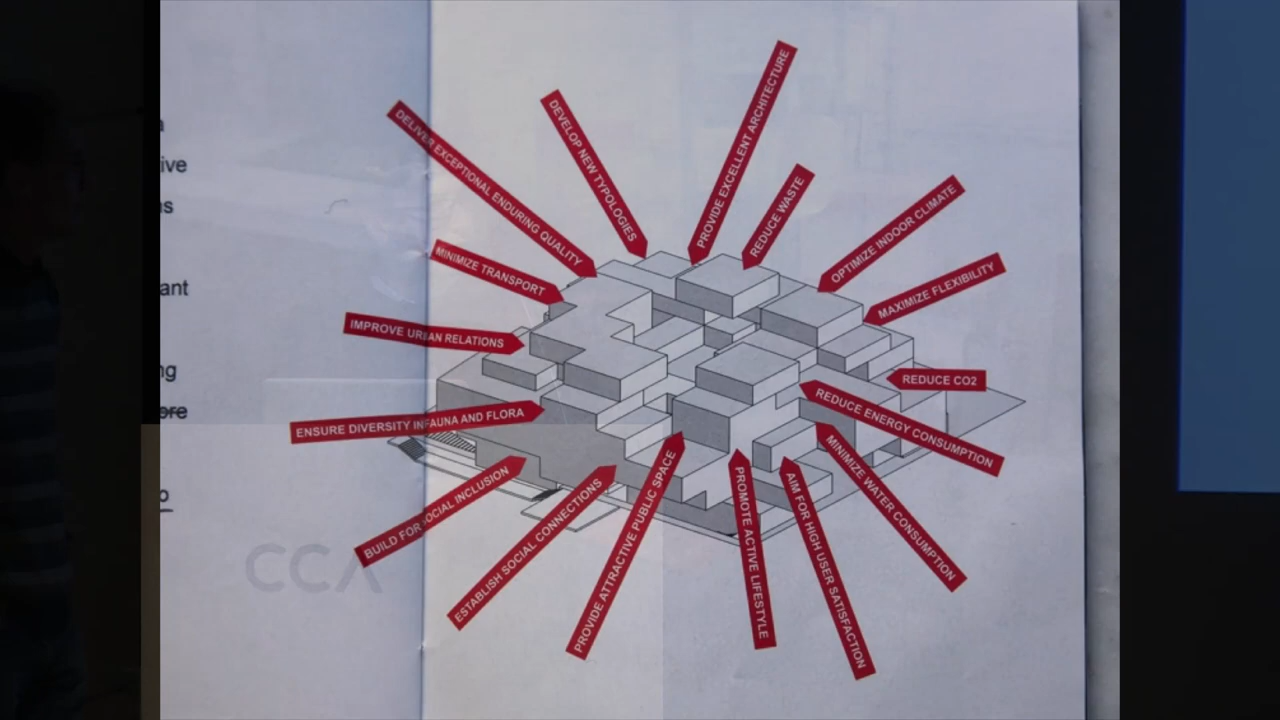 ive
ant
ng
ore
DELIVER EXCEPTIONAL ENDURING QUALITY
DEVELOP NEW TYPOLOGIES
PROVIDE EXCELLENT ARCHITECTURE
REDUCE WASTE
OPTIMIZE INDOOR CLIMATE
MAXIMIZE FLEXIBILITY
MINIMIZE TRANSPORT
IMPROVE URBAN RELATIONS
REDUCE CO2
REDUCE ENERGY CONSUMPTION
ENSURE DIVERSITY IN FAUNA AND FLORA
MINIMIZE WATER CONSUMPTION
BUILD FOR SOCIAL INCLUSION
ESTABLISH SOCIAL CONNECTIONS
PROVIDE ATTRACTIVE PUBLIC SPACE
PROMOTE ACTIVE LIFESTYLE
AIM FOR HIGH USER SATISFACTION
CCA